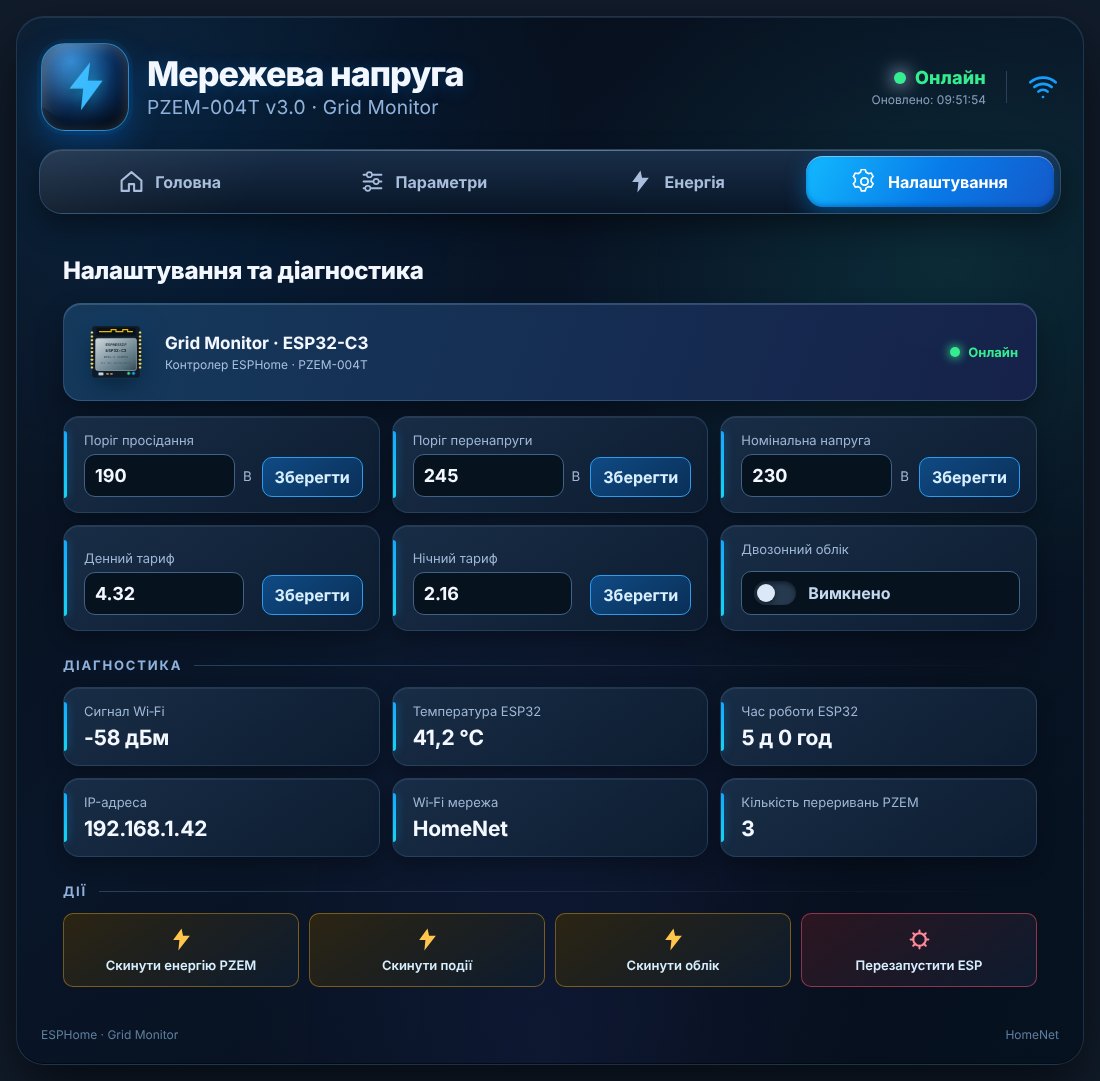 Мережева напруга
PZEM-004T v3.0 · Grid Monitor
Онлайн
Оновлено: 09:51:54
Головна
Параметри
Енергія
Налаштування
Налаштування та діагностика
ESPRESSIF
ESP32-C3
Grid Monitor · ESP32-C3
Контролер ESPHome · PZEM-004T
Онлайн
Поріг просідання
190 В Зберегти
Поріг перенапруги
245 В Зберегти
Номінальна напруга
230 В Зберегти
Денний тариф
4.32 Зберегти
Нічний тариф
2.16 Зберегти
Двозонний облік
Вимкнено
ДІАГНОСТИКА
Сигнал Wi-Fi
-58 дБм
Температура ESP32
41,2 °C
Час роботи ESP32
5 д 0 год
IP-адреса
192.168.1.42
Wi-Fi мережа
HomeNet
Кількість переривань PZEM
3
ДІЇ
Скинути енергію PZEM
Скинути події
Скинути облік
Перезапустити ESP
ESPHome · Grid Monitor
HomeNet